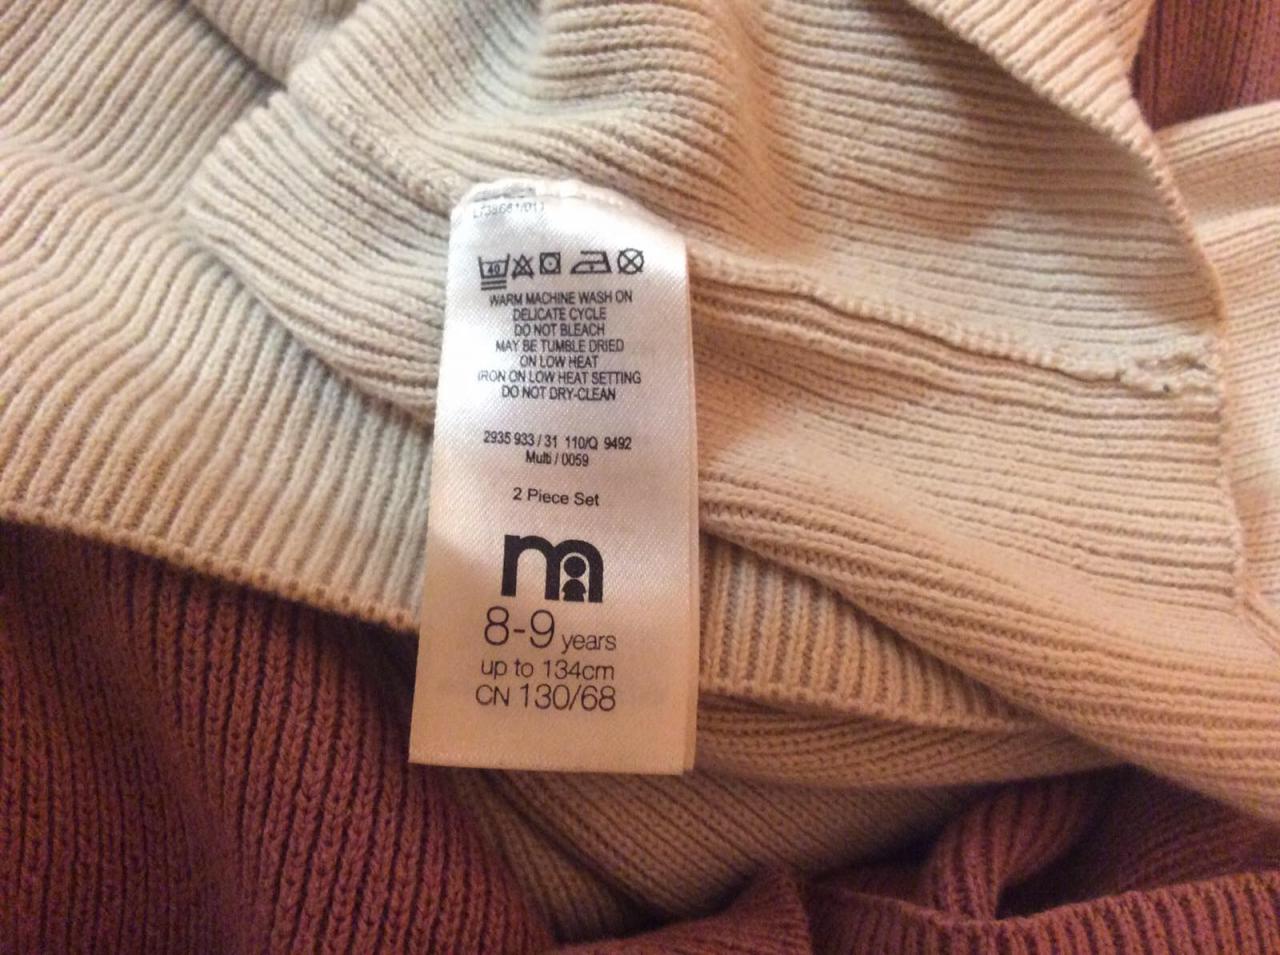 40
WARM MACHINE WASH ON
DELICATE CYCLE
DO NOT BLEACH
MAY BE TUMBLE DRIED
ON LOW HEAT
IRON ON LOW HEAT SETTING
DO NOT DRY-CLEAN
2935 933 / 31 110/Q 9492
Multi / 0059
2 Piece Set
m
8-9 years
up to 134cm
CN 130/68